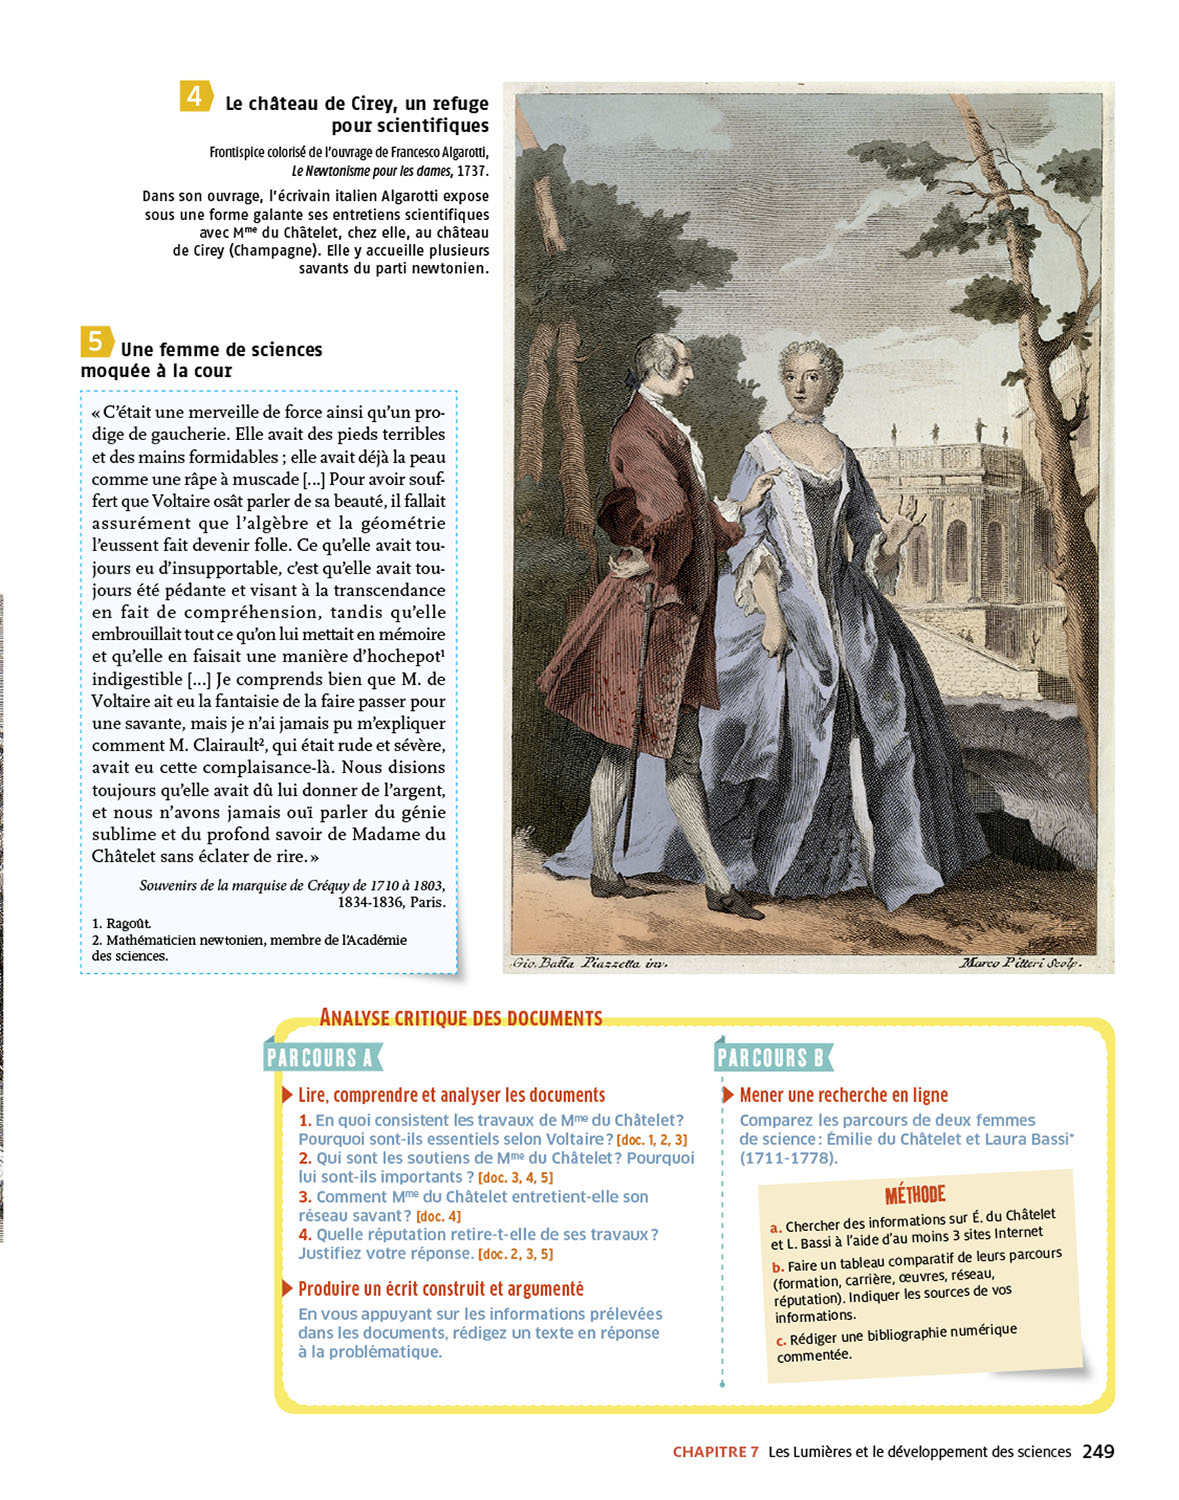 4 Le château de Cirey, un refuge
pour scientifiques
Frontispice colorisé de l'ouvrage de Francesco Algarotti,
Le Newtonisme pour les dames, 1737.
Dans son ouvrage, l'écrivain italien Algarotti expose
sous une forme galante ses entretiens scientifiques
avec Mme du Châtelet, chez elle, au château
de Cirey (Champagne). Elle y accueille plusieurs
savants du parti newtonien.
5 Une femme de sciences
moquée à la cour
« C'était une merveille de force ainsi qu'un pro-
dige de gaucherie. Elle avait des pieds terribles
et des mains formidables ; elle avait déjà la peau
comme une râpe à muscade [...] Pour avoir souf-
fert que Voltaire osât parler de sa beauté, il fallait
assurément que l'algèbre et la géométrie
l'eussent fait devenir folle. Ce qu'elle avait tou-
jours eu d'insupportable, c'est qu'elle avait tou-
jours été pédante et visant à la transcendance
en fait de compréhension, tandis qu'elle
embrouillait tout ce qu'on lui mettait en mémoire
et qu'elle en faisait une manière d'hochepot¹
indigestible [...] Je comprends bien que M. de
Voltaire ait eu la fantaisie de la faire passer pour
une savante, mais je n'ai jamais pu m'expliquer
comment M. Clairault², qui était rude et sévère,
avait eu cette complaisance-là. Nous disions
toujours qu'elle avait dû lui donner de l'argent,
et nous n'avons jamais ouï parler du génie
sublime et du profond savoir de Madame du
Châtelet sans éclater de rire. »
Souvenirs de la marquise de Créquy de 1710 à 1803,
1834-1836, Paris.
1. Ragoût.
2. Mathématicien newtonien, membre de l'Académie
des sciences.
Gio. Batta Piazzetta inv.
Marco Pitteri Scolp.
ANALYSE CRITIQUE DES DOCUMENTS
PARCOURS A
Lire, comprendre et analyser les documents
1. En quoi consistent les travaux de Mme du Châtelet ?
Pourquoi sont-ils essentiels selon Voltaire ? [doc. 1, 2, 3]
2. Qui sont les soutiens de Mme du Châtelet ? Pourquoi
lui sont-ils importants ? [doc. 3, 4, 5]
3. Comment Mme du Châtelet entretient-elle son
réseau savant ? [doc. 4]
4. Quelle réputation retire-t-elle de ses travaux ?
Justifiez votre réponse. [doc. 2, 3, 5]
Produire un écrit construit et argumenté
En vous appuyant sur les informations prélevées
dans les documents, rédigez un texte en réponse
à la problématique.
PARCOURS B
Mener une recherche en ligne
Comparez les parcours de deux femmes
de science : Émilie du Châtelet et Laura Bassi*
(1711-1778).
MÉTHODE
a. Chercher des informations sur É. du Châtelet
et L. Bassi à l'aide d'au moins 3 sites Internet
b. Faire un tableau comparatif de leurs parcours
(formation, carrière, œuvres, réseau,
réputation). Indiquer les sources de vos
informations.
c. Rédiger une bibliographie numérique
commentée.
CHAPITRE 7 Les Lumières et le développement des sciences 249